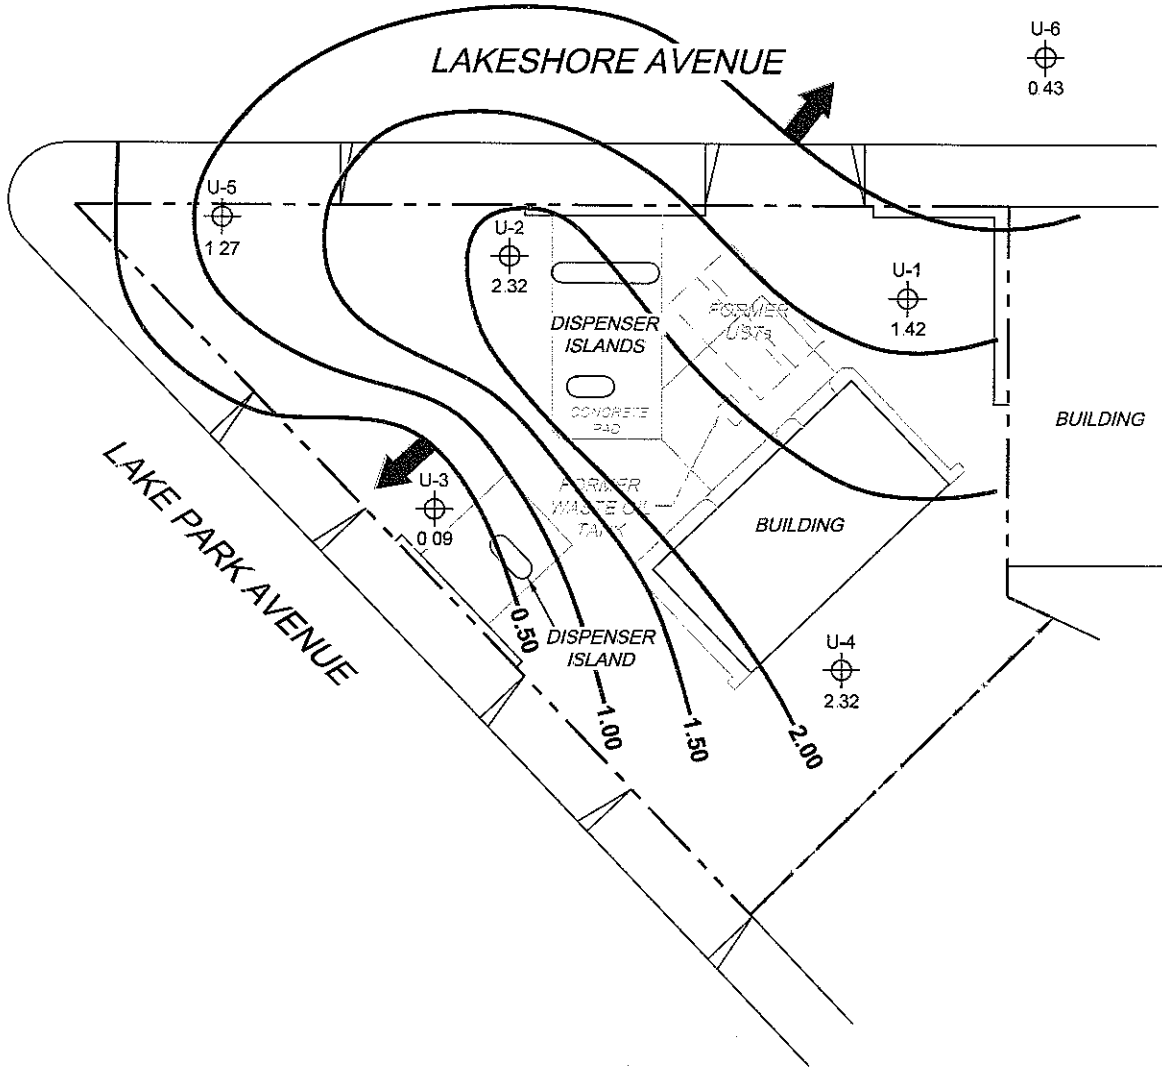 LAKESHORE AVENUE
U-6
0.43
U-5
1 27
U-2
2.32
U-1
1.42
DISPENSER
ISLANDS
FORMER
USTs
CONCRETE
PAD
BUILDING
LAKE PARK AVENUE
U-3
0 09
FORMER
WASTE OIL
TANK
BUILDING
0.50
DISPENSER
ISLAND
U-4
2.32
1.00
1.50
2.00